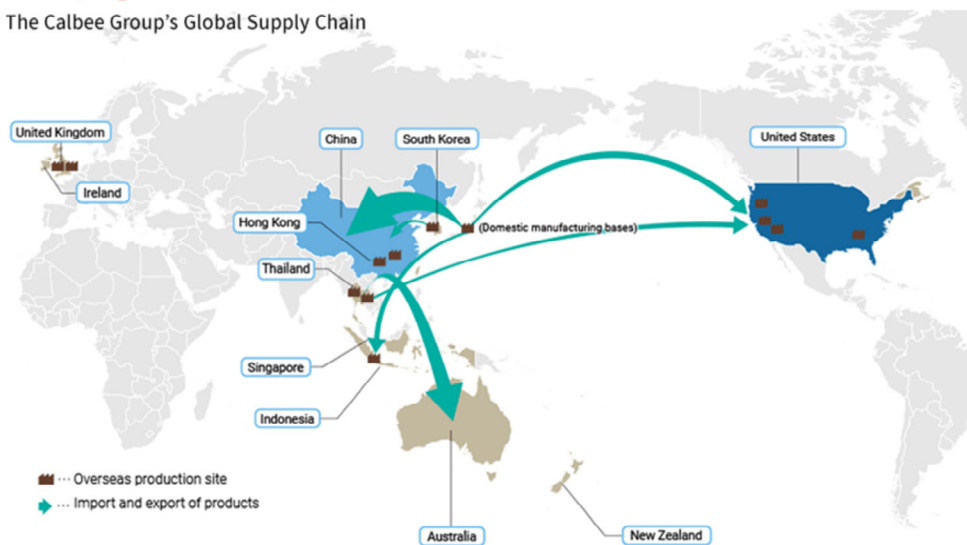 The Calbee Group's Global Supply Chain
United Kingdom
China
South Korea
United States
Ireland
Hong Kong
(Domestic manufacturing bases)
Thailand
Singapore
Indonesia
··· Overseas production site
··· Import and export of products
Australia
New Zealand